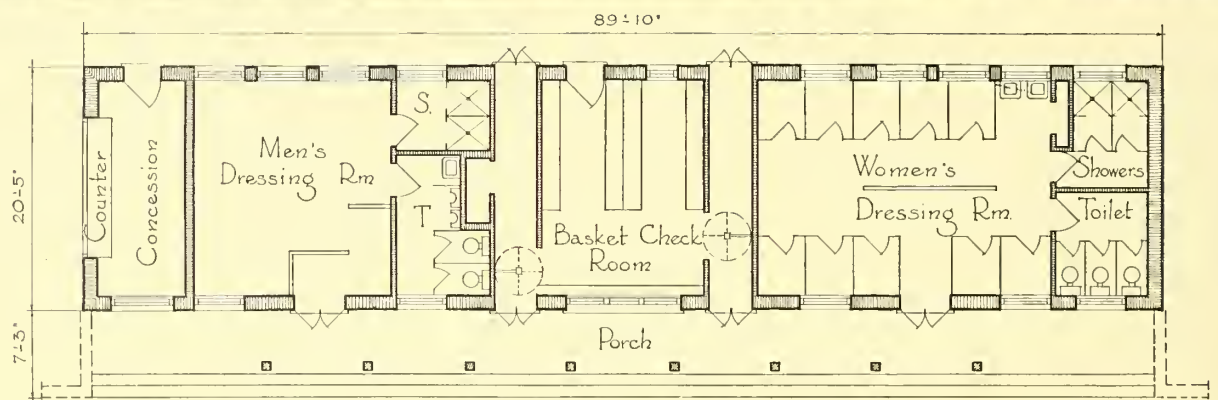 89'-10"
20'-5"
7'-3"
Counter
Concession
Men's
Dressing Rm
S.
T
Basket Check
Room
Women's
Dressing Rm.
Showers
Toilet
Porch